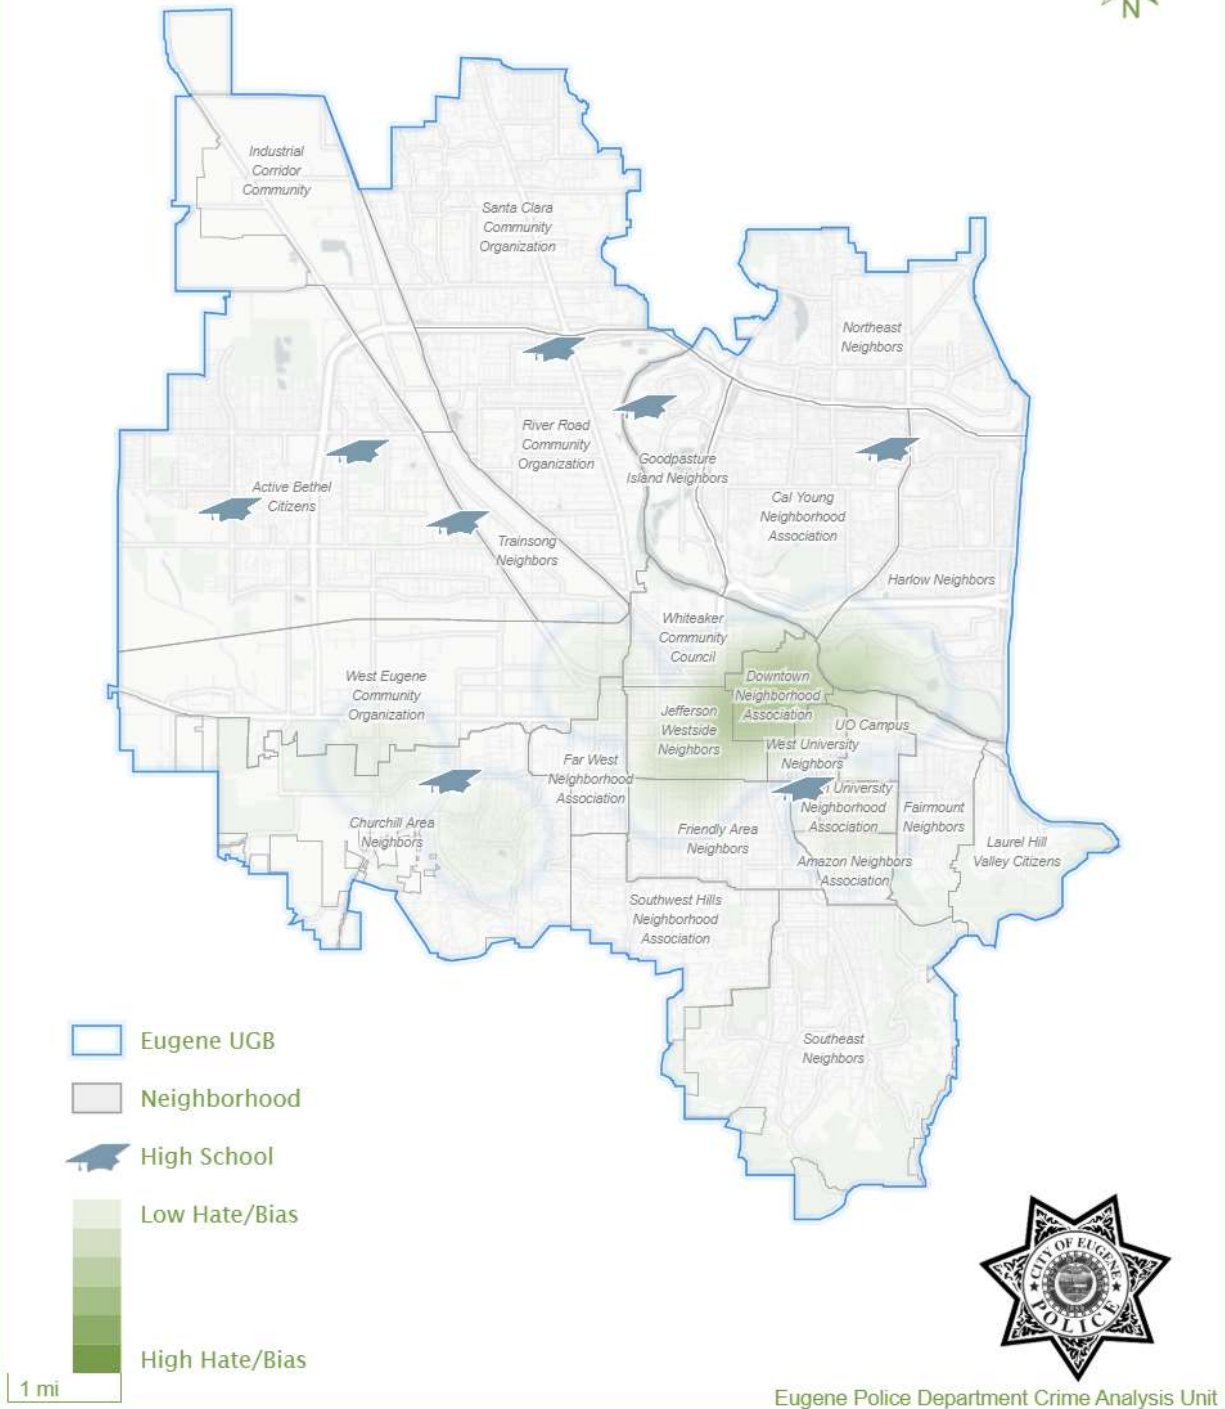 N
Industrial
Corridor
Community
Santa Clara
Community
Organization
Northeast
Neighbors
River Road
Community
Organization
Goodpasture
Island Neighbors
Active Bethel
Citizens
Cal Young
Neighborhood
Association
Trainsong
Neighbors
Harlow Neighbors
Whiteaker
Community
Council
West Eugene
Community
Organization
Downtown
Neighborhood
Association
Jefferson
Westside
Neighbors
UO Campus
West University
Neighbors
Far West
Neighborhood
Association
University
Neighborhood
Association
Fairmount
Neighbors
Churchill Area
Neighbors
Friendly Area
Neighbors
Laurel Hill
Valley Citizens
Amazon Neighbors
Association
Southwest Hills
Neighborhood
Association
Southeast
Neighbors
Eugene UGB
Neighborhood
High School
Low Hate/Bias
High Hate/Bias
1 mi
CITY OF EUGENE
POLICE
Eugene Police Department Crime Analysis Unit